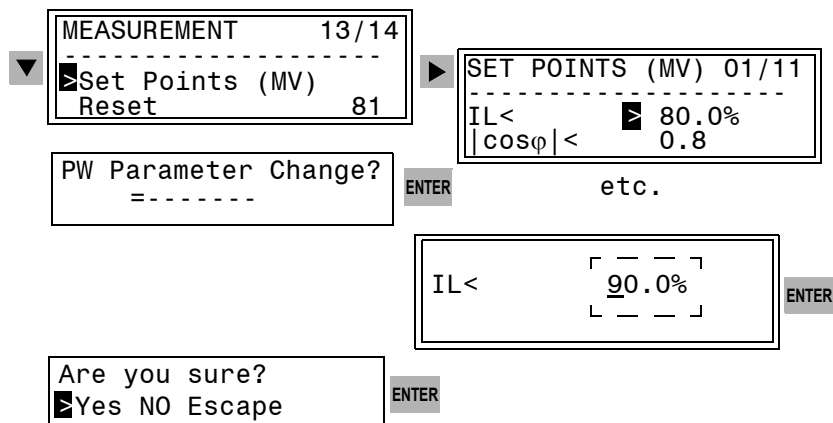 MEASUREMENT 13/14
---------------------
>Set Points (MV)
Reset 81
SET POINTS (MV) 01/11
---------------------
IL< > 80.0%
|cosφ|< 0.8
PW Parameter Change?
=-------
ENTER
etc.
IL< 90.0%
ENTER
Are you sure?
>Yes NO Escape
ENTER